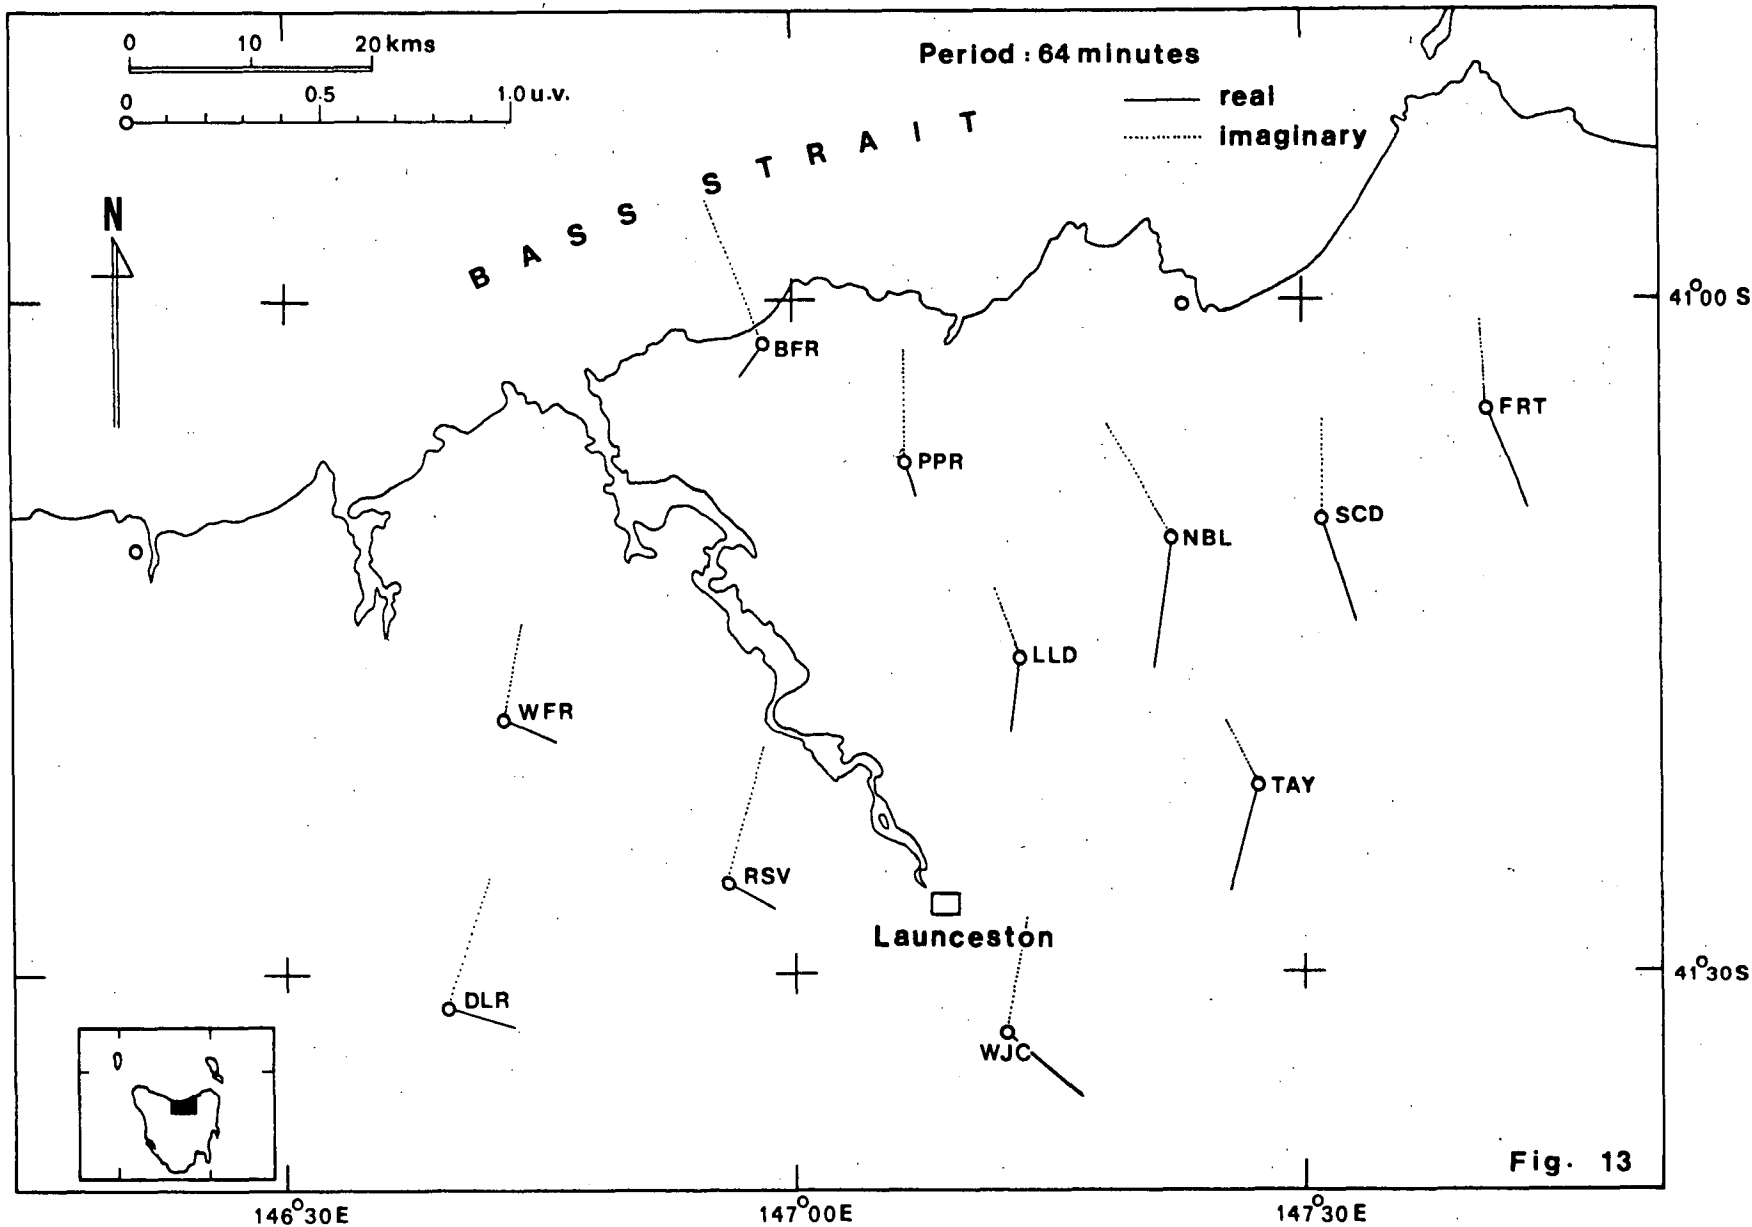 0 10 20 kms
0 0·5 1·0 u.v.
Period : 64 minutes
real
imaginary
BASS STRAIT
N
41°00 S
BFR
PPR
FRT
NBL
SCD
LLD
WFR
TAY
RSV
Launceston
41°30 S
DLR
WJC
Fig. 13
146°30 E 147°00 E 147°30 E